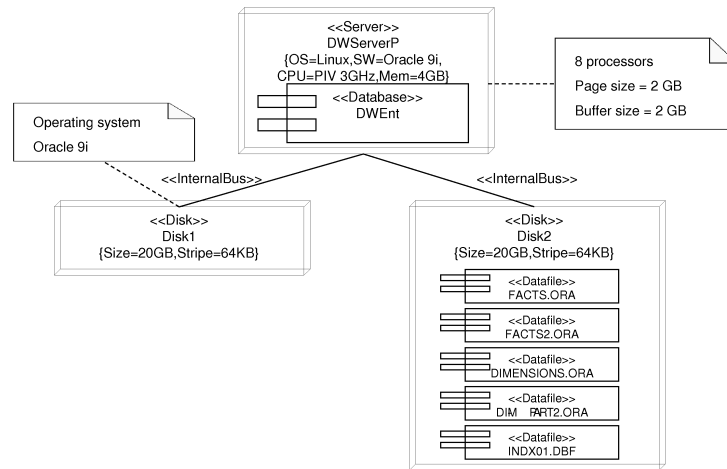 <<Server>>
DWServerP
{OS=Linux,SW=Oracle 9i,
CPU=PIV 3GHz,Mem=4GB}
<<Database>>
DWEnt
8 processors
Page size = 2 GB
Buffer size = 2 GB
Operating system
Oracle 9i
<<InternalBus>>
<<InternalBus>>
<<Disk>>
Disk1
{Size=20GB,Stripe=64KB}
<<Disk>>
Disk2
{Size=20GB,Stripe=64KB}
<<Datafile>>
FACTS.ORA
<<Datafile>>
FACTS2.ORA
<<Datafile>>
DIMENSIONS.ORA
<<Datafile>>
DIM PART2.ORA
<<Datafile>>
INDX01.DBF